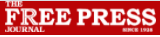 THE
FREE PRESS
JOURNAL
SINCE 1928